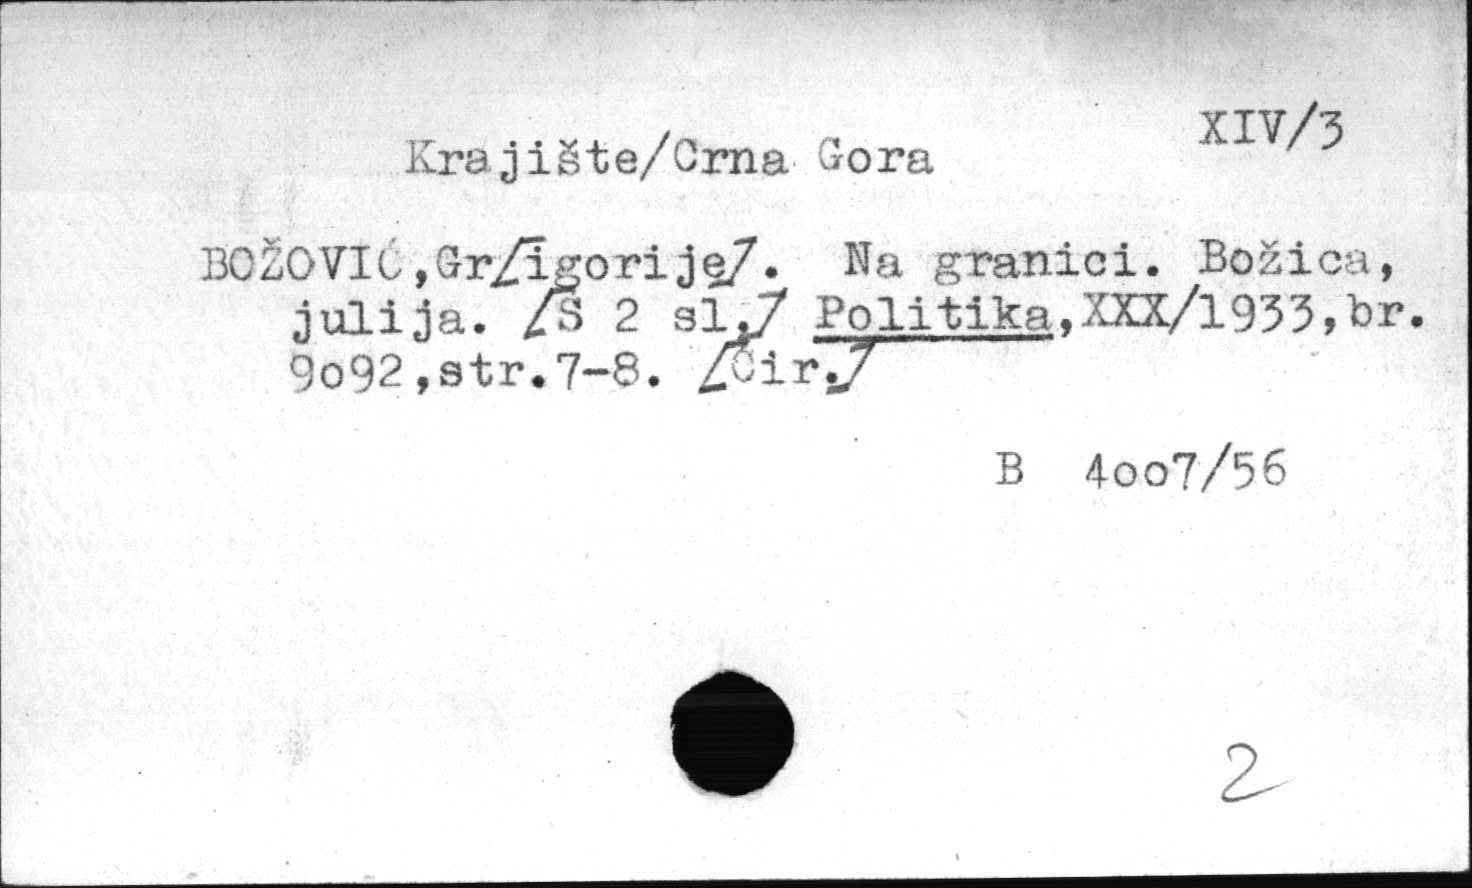 XIV/3
Krajište/Crna Gora
BOŽOVIĆ,Gr[igorije]. Na granici. Božica,
julija. [S 2 sl.] Politika,XXX/1933,br.
9o92,str.7-8. [Ćir.]
B 4oo7/56
2